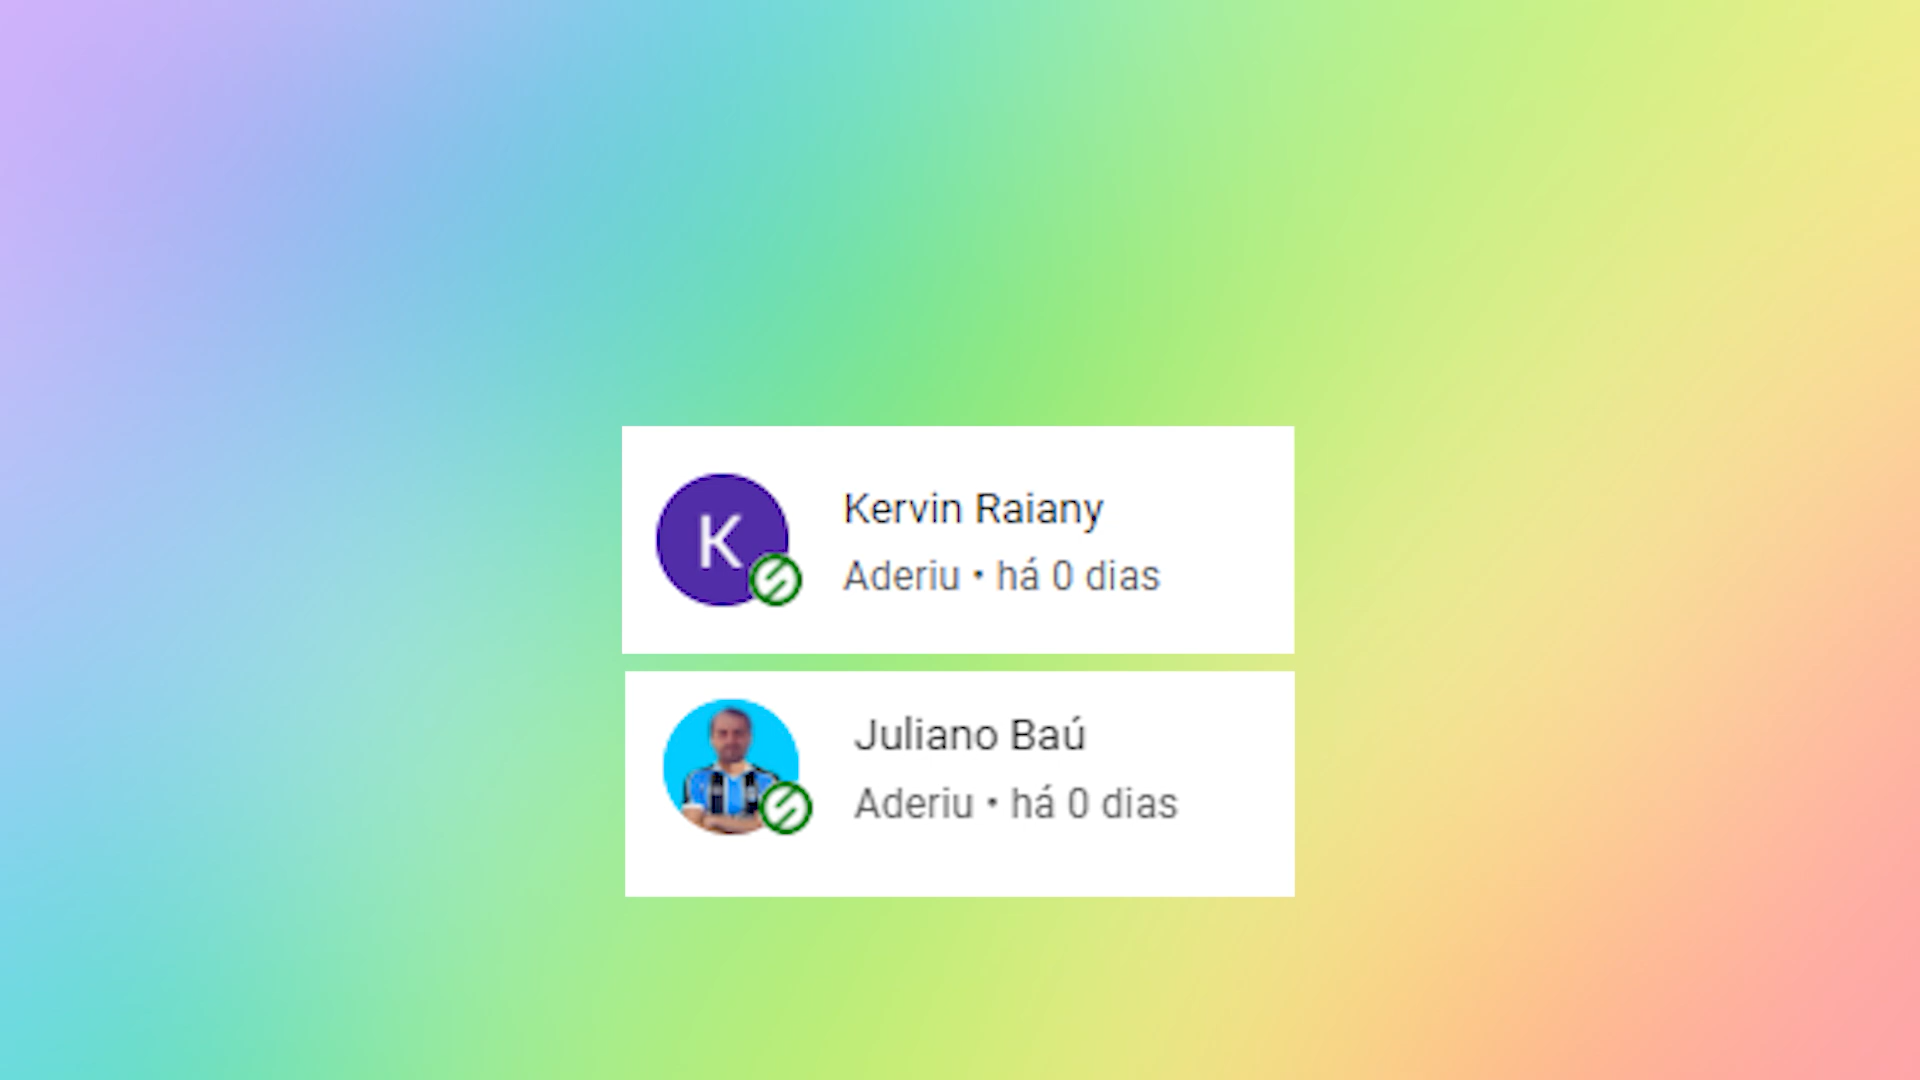 K
Kervin Raiany
Aderiu • há 0 dias
Juliano Baú
Aderiu • há 0 dias